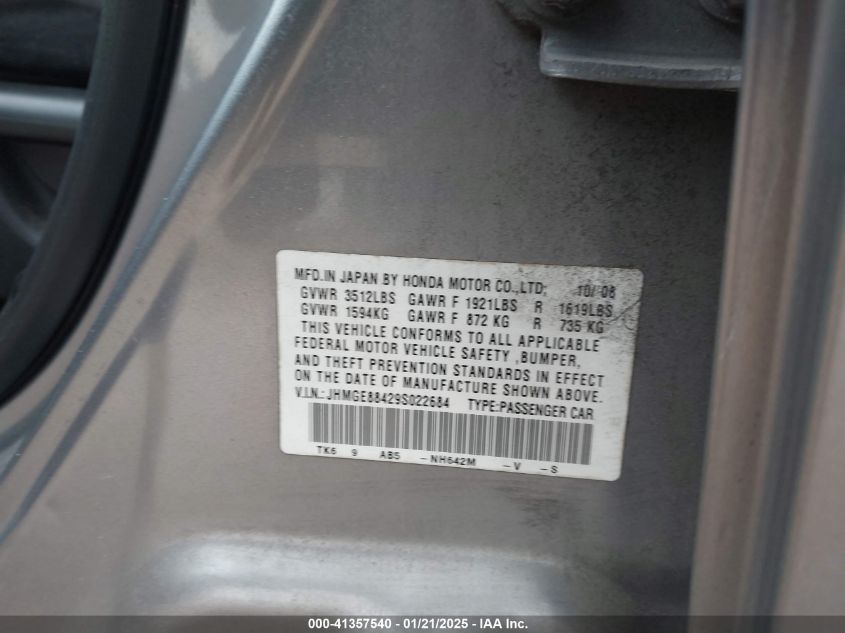 MFD.IN JAPAN BY HONDA MOTOR CO.,LTD; 10/ 08
GVWR 3512LBS GAWR F 1921LBS R 1619LBS
GVWR 1594KG GAWR F 872 KG R 735 KG
THIS VEHICLE CONFORMS TO ALL APPLICABLE
FEDERAL MOTOR VEHICLE SAFETY ,BUMPER,
AND THEFT PREVENTION STANDARDS IN EFFECT
ON THE DATE OF MANUFACTURE SHOWN ABOVE.
V.I.N.: JHMGE88429S022684 TYPE:PASSENGER CAR
TK6 9 AB5 -NH642M -V -S
000-41357540 - 01/21/2025 - IAA Inc.